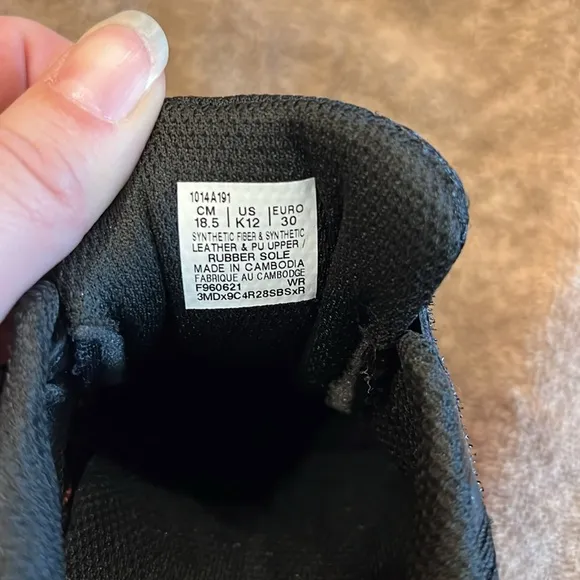 1014A191
CM | US | EURO
18.5 | K12 | 30
SYNTHETIC FIBER & SYNTHETIC
LEATHER & PU UPPER /
RUBBER SOLE
MADE IN CAMBODIA
FABRIQUE AU CAMBODGE
F960621 WR
3MDx9C4R28SBSxR